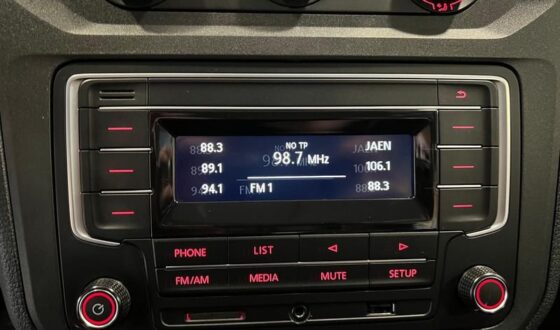 NO TP
88.3 98.7 MHz JAEN
89.1 106.1
94.1 FM 1 88.3
PHONE LIST
FM/AM MEDIA MUTE SETUP